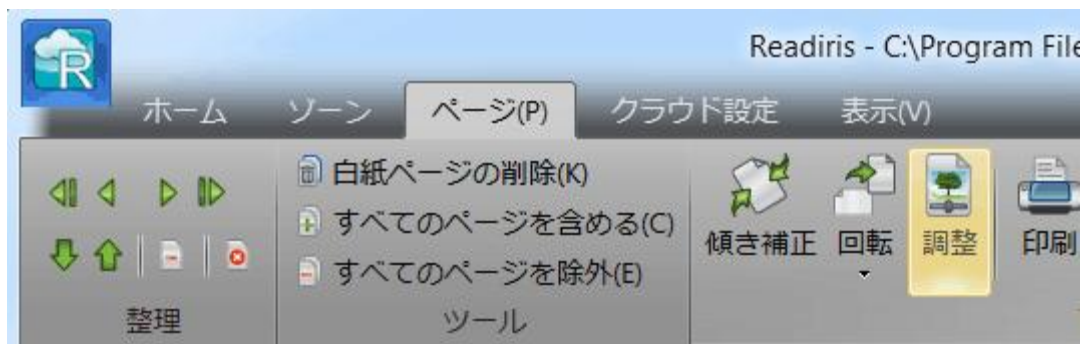 Readiris - C:\Program File
ホーム ゾーン ページ(P) クラウド設定 表示(V)
白紙ページの削除(K)
すべてのページを含める(C)
すべてのページを除外(E)
傾き補正 回転 調整 印刷
整理 ツール